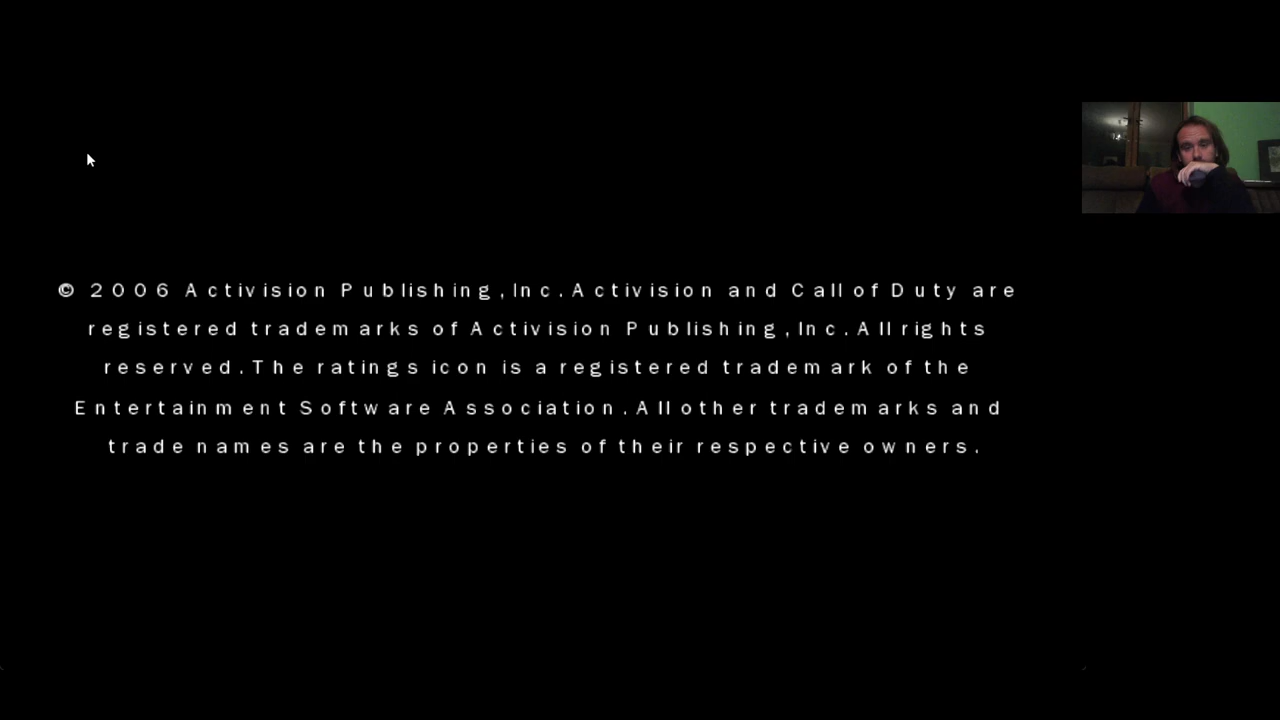 © 2006 Activision Publishing, Inc. Activision and Call of Duty are
registered trademarks of Activision Publishing, Inc. All rights
reserved. The ratings icon is a registered trademark of the
Entertainment Software Association. All other trademarks and
trade names are the properties of their respective owners.